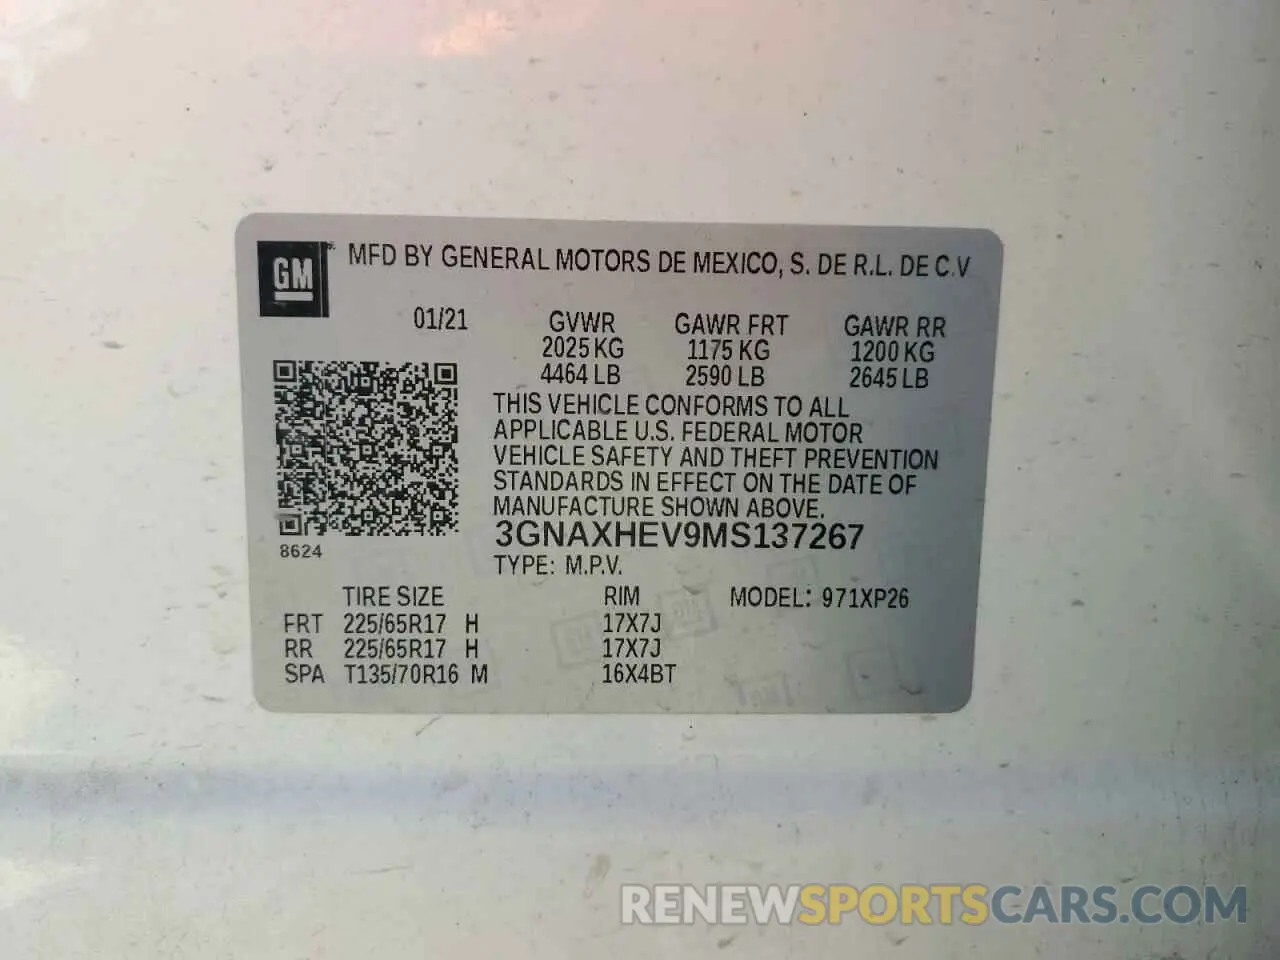 GM
MFD BY GENERAL MOTORS DE MEXICO, S. DE R.L. DE C.V
01/21 GVWR GAWR FRT GAWR RR
2025 KG 1175 KG 1200 KG
4464 LB 2590 LB 2645 LB
THIS VEHICLE CONFORMS TO ALL
APPLICABLE U.S. FEDERAL MOTOR
VEHICLE SAFETY AND THEFT PREVENTION
STANDARDS IN EFFECT ON THE DATE OF
MANUFACTURE SHOWN ABOVE.
3GNAXHEV9MS137267
8624
TYPE: M.P.V.
TIRE SIZE RIM MODEL: 971XP26
FRT 225/65R17 H 17X7J
RR 225/65R17 H 17X7J
SPA T135/70R16 M 16X4BT
RENEWSPORTSCARS.COM